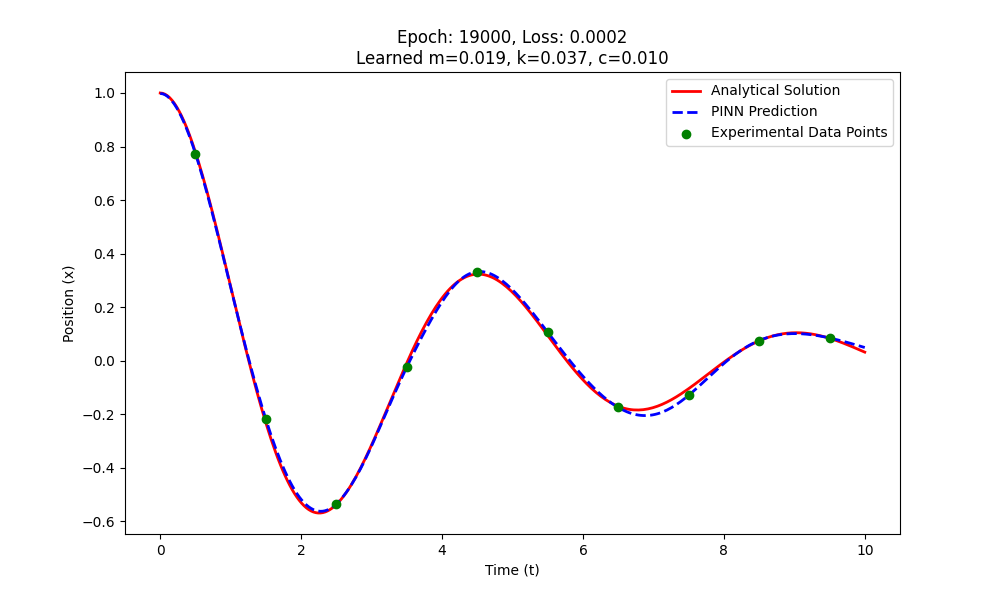 Epoch: 19000, Loss: 0.0002
Learned m=0.019, k=0.037, c=0.010
Analytical Solution
PINN Prediction
Experimental Data Points
1.0
0.8
0.6
0.4
0.2
0.0
−0.2
−0.4
−0.6
Position (x)
0 2 4 6 8 10
Time (t)